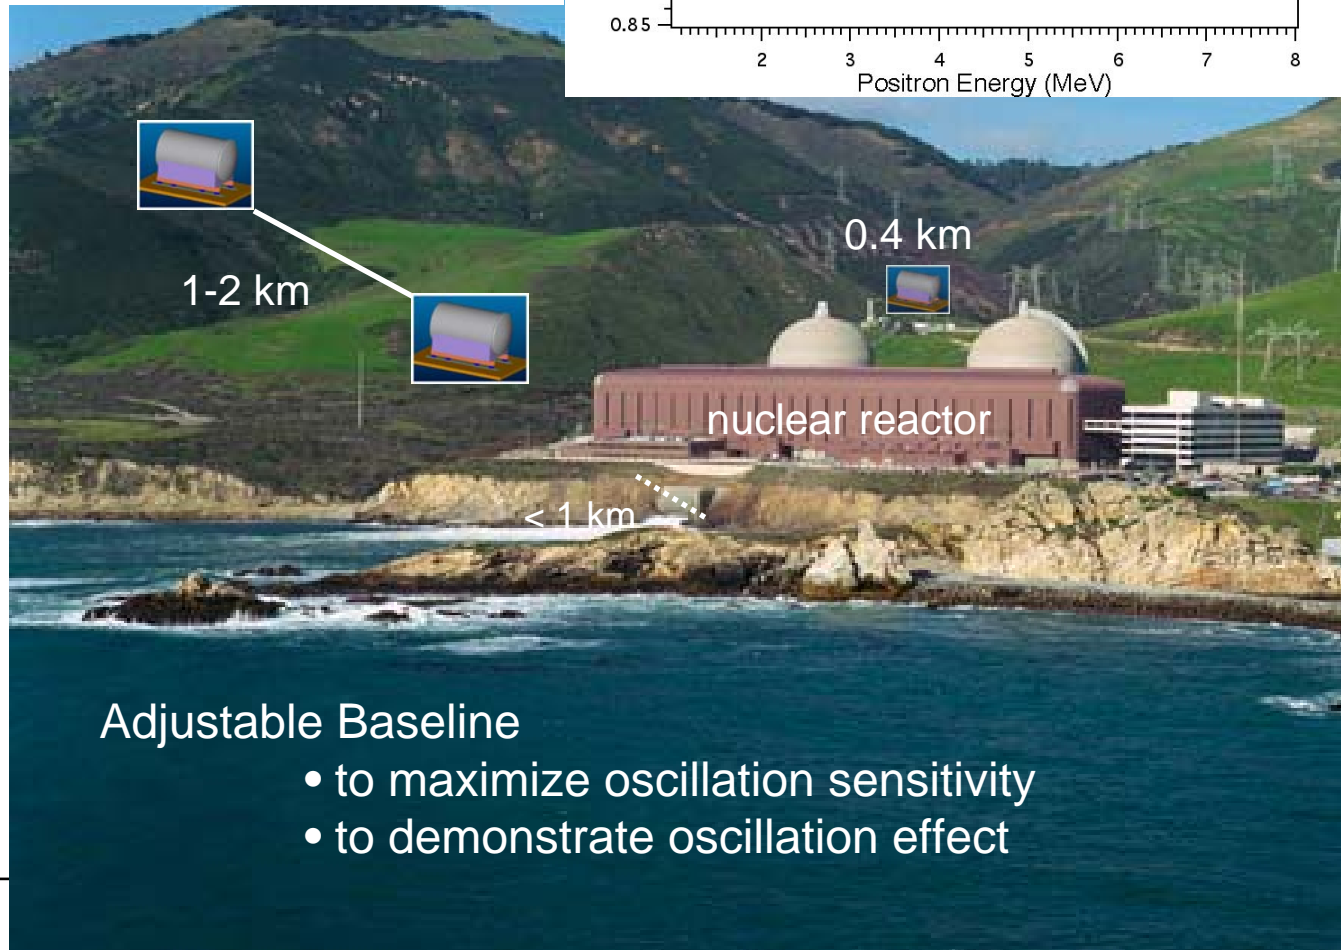 0.85
2 3 4 5 6 7 8
Positron Energy (MeV)
0.4 km
1-2 km
nuclear reactor
< 1 km
Adjustable Baseline
• to maximize oscillation sensitivity
• to demonstrate oscillation effect